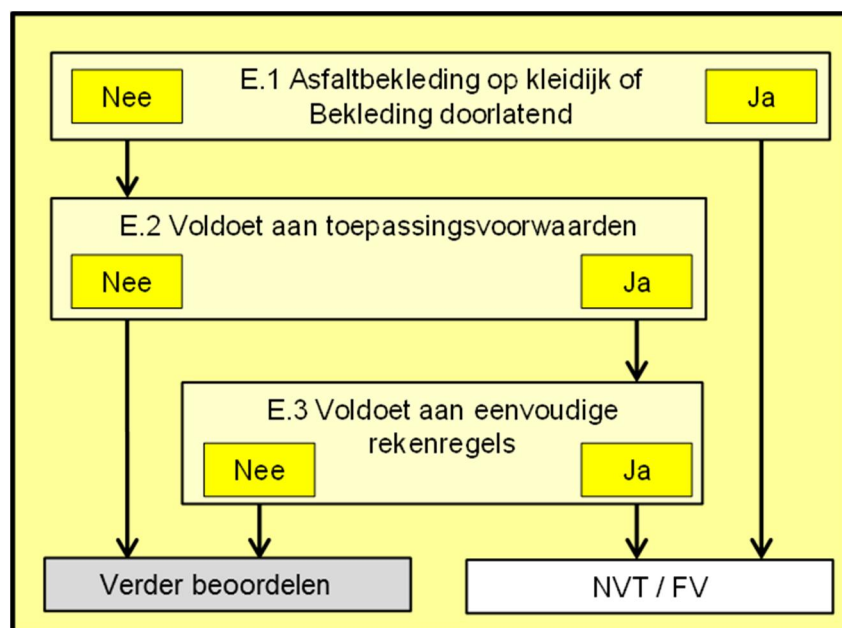 E.1 Asfaltbekleding op kleidijk of
Bekleding doorlatend
Nee
Ja
E.2 Voldoet aan toepassingsvoorwaarden
Nee
Ja
E.3 Voldoet aan eenvoudige
rekenregels
Nee
Ja
Verder beoordelen
NVT / FV